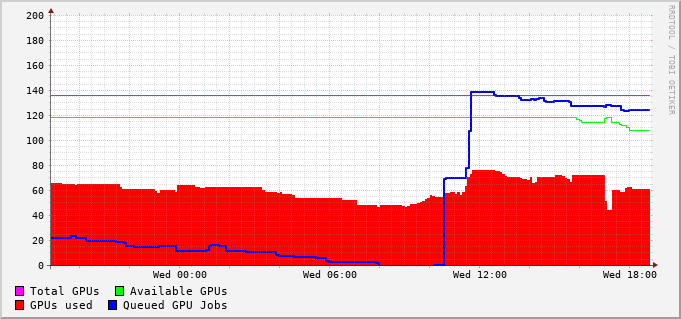 200
180
160
140
120
100
80
60
40
20
0
Wed 00:00 Wed 06:00 Wed 12:00 Wed 18:00
Total GPUs Available GPUs
GPUs used Queued GPU Jobs
RRDTOOL / TOBI OETIKER